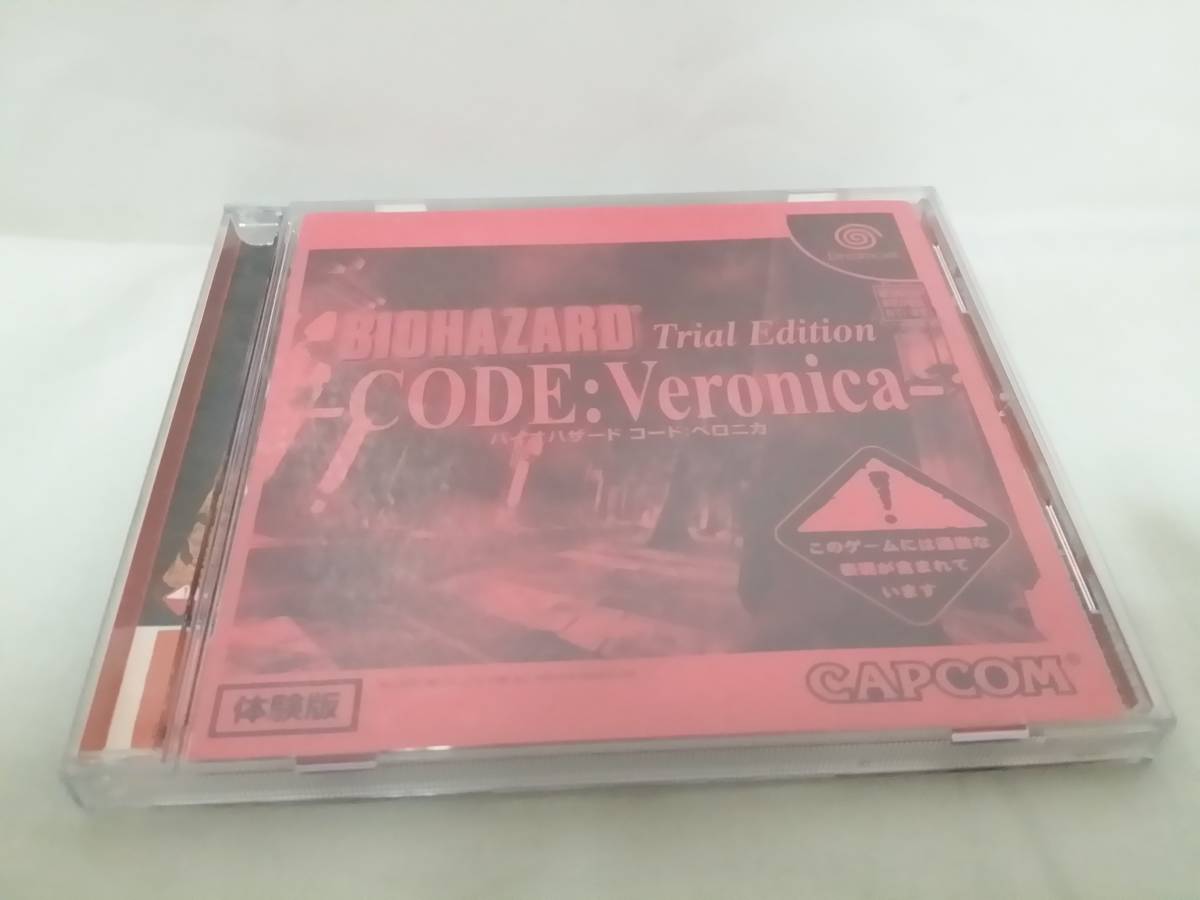 Dreamcast
BIOHAZARD® Trial Edition
-CODE:Veronica-
バイオハザード コード:ベロニカ
このゲームには過激な
表現が含まれて
います
体験版
CAPCOM®